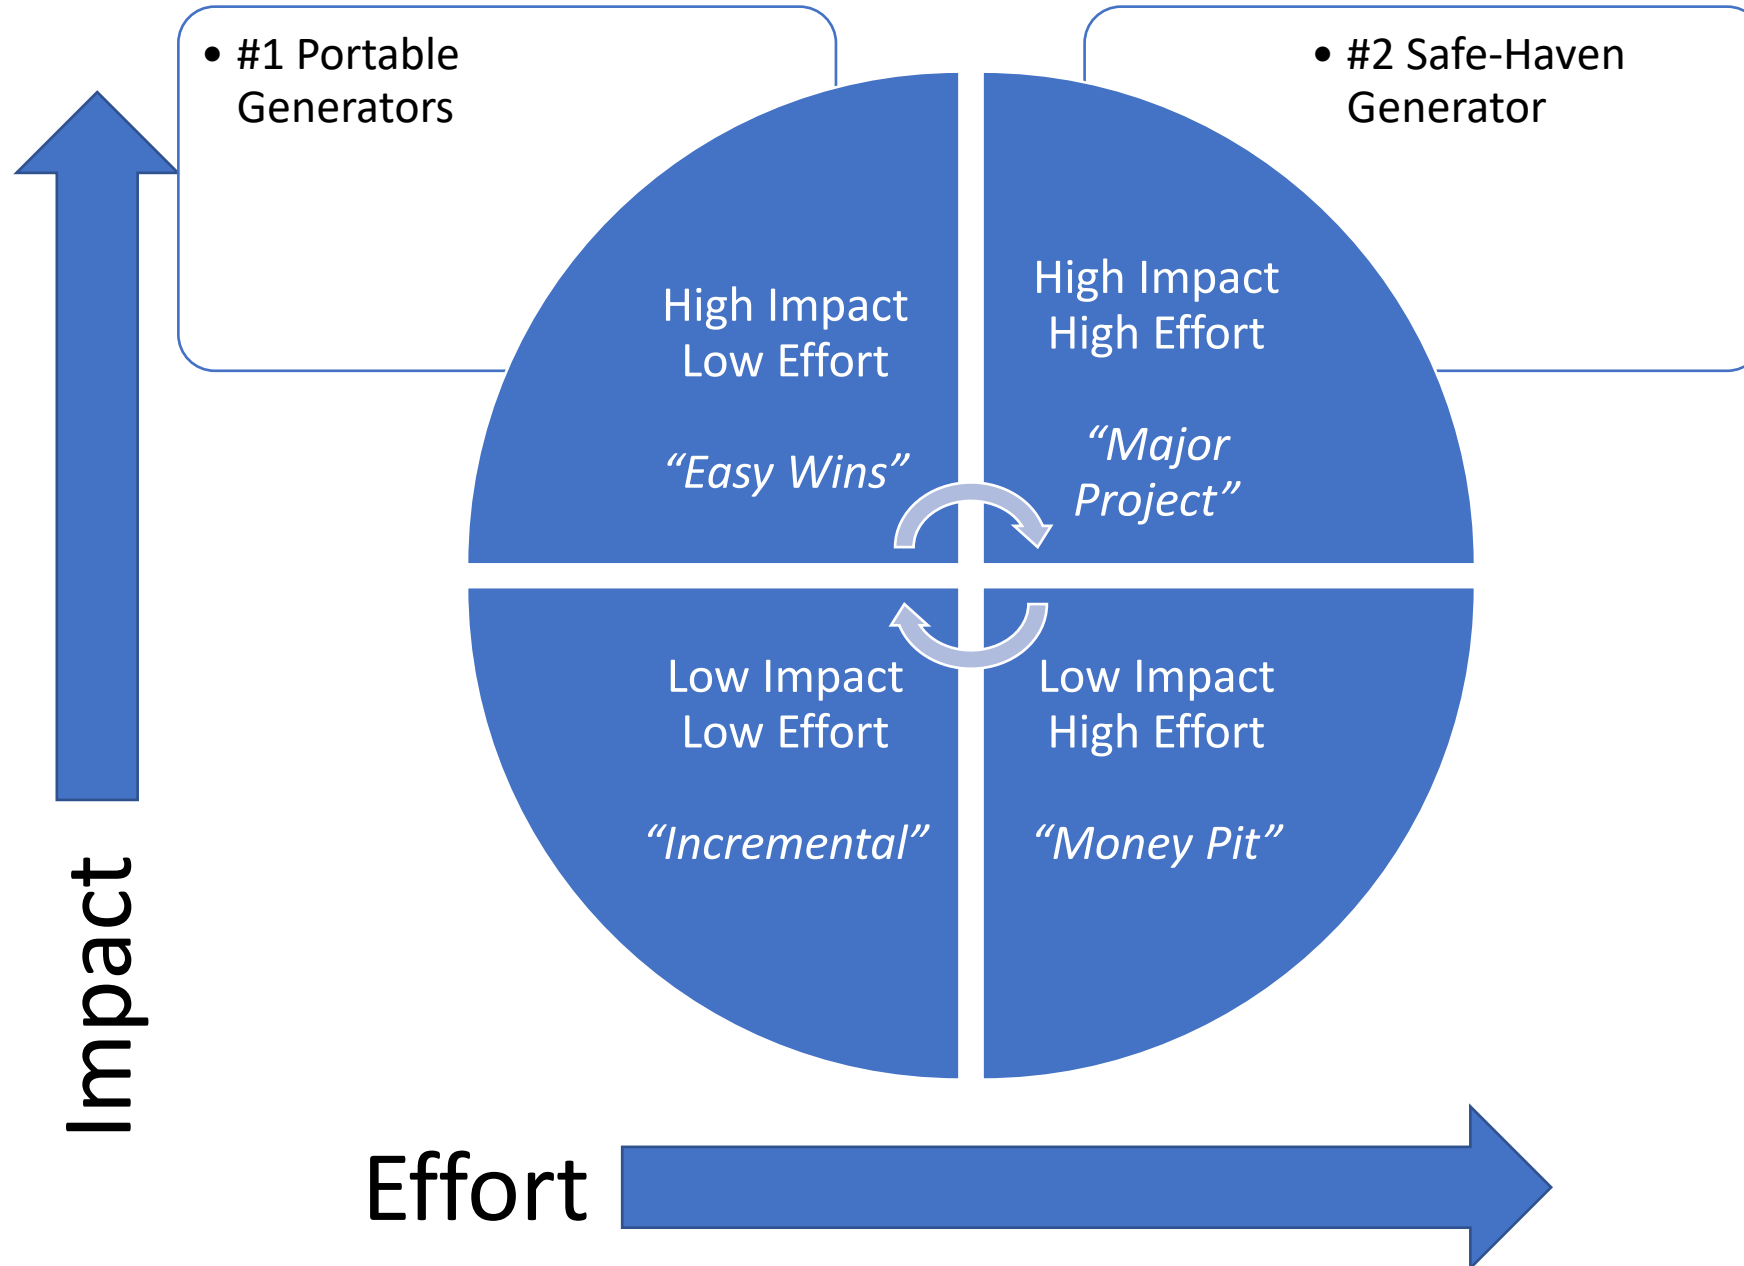 • #1 Portable
Generators
• #2 Safe-Haven
Generator
High Impact
Low Effort
“Easy Wins”
High Impact
High Effort
“Major
Project”
Low Impact
Low Effort
“Incremental”
Low Impact
High Effort
“Money Pit”
Impact
Effort